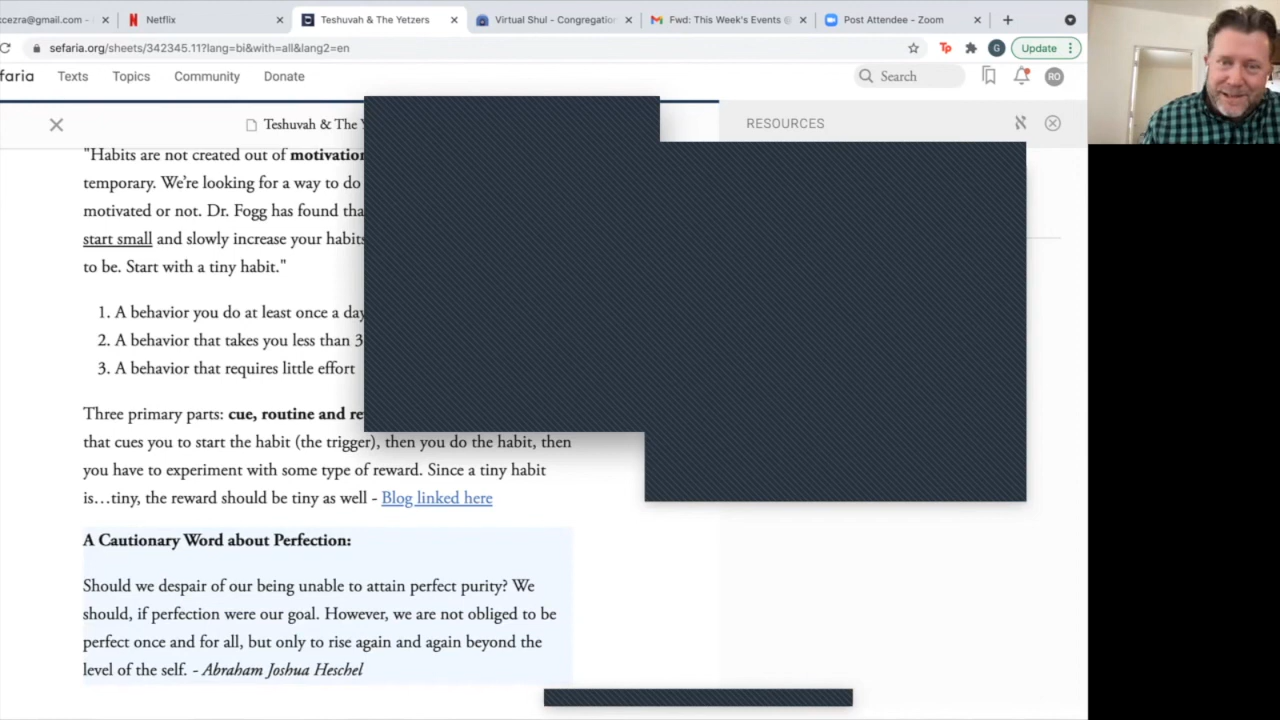 kcezra@gmail.com -
Netflix
Teshuvah & The Yetzers
Virtual Shul - Congregation
Fwd: This Week's Events @
Post Attendee - Zoom
sefaria.org/sheets/342345.11?lang=bi&with=all&lang2=en
Tp
G
Update
faria
Texts
Topics
Community
Donate
Search
RO
Teshuvah & The Y
RESOURCES
"Habits are not created out of motivation
temporary. We're looking for a way to do
motivated or not. Dr. Fogg has found tha
start small and slowly increase your habits
to be. Start with a tiny habit."
1. A behavior you do at least once a day
2. A behavior that takes you less than 3
3. A behavior that requires little effort
Three primary parts: cue, routine and re
that cues you to start the habit (the trigger), then you do the habit, then
you have to experiment with some type of reward. Since a tiny habit
is…tiny, the reward should be tiny as well - Blog linked here
A Cautionary Word about Perfection:
Should we despair of our being unable to attain perfect purity? We
should, if perfection were our goal. However, we are not obliged to be
perfect once and for all, but only to rise again and again beyond the
level of the self. - Abraham Joshua Heschel